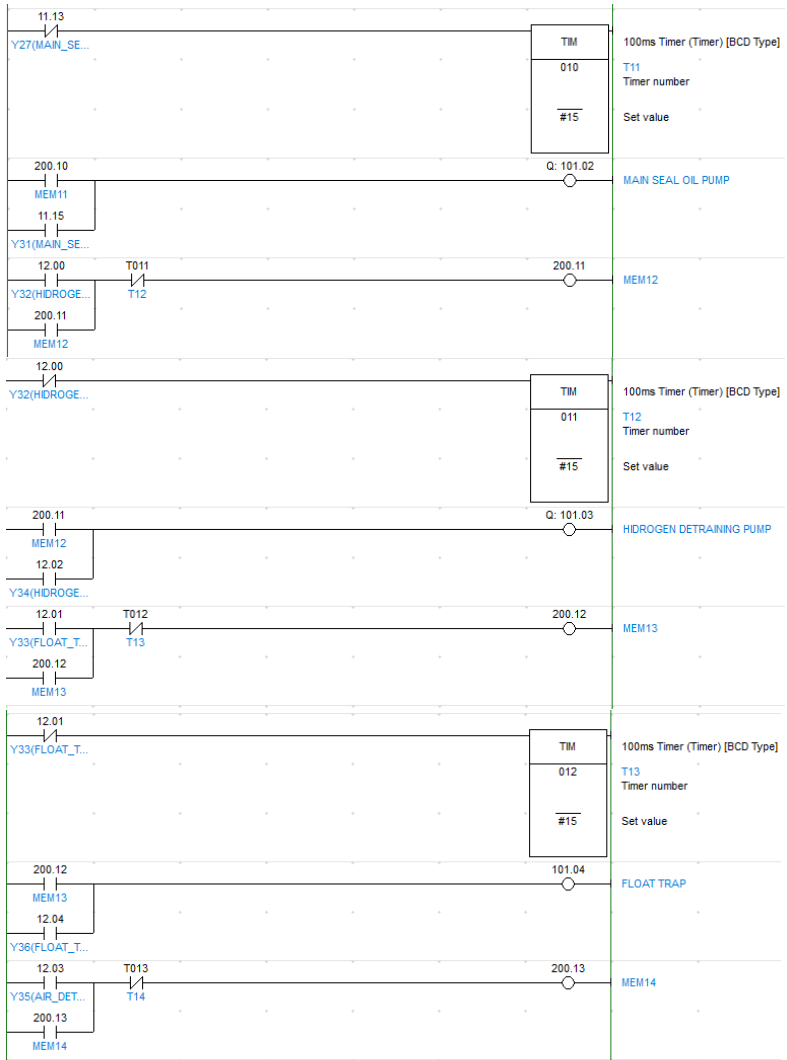 11.13
Y27(MAIN_SE...
TIM
100ms Timer (Timer) [BCD Type]
010
T11
Timer number
#15
Set value
200.10
Q: 101.02
MEM11
MAIN SEAL OIL PUMP
11.15
Y31(MAIN_SE...
12.00
T011
200.11
Y32(HIDROGE...
T12
MEM12
200.11
MEM12
12.00
Y32(HIDROGE...
TIM
100ms Timer (Timer) [BCD Type]
011
T12
Timer number
#15
Set value
200.11
Q: 101.03
MEM12
HIDROGEN DETRAINING PUMP
12.02
Y34(HIDROGE...
12.01
T012
200.12
Y33(FLOAT_T...
T13
MEM13
200.12
MEM13
12.01
Y33(FLOAT_T...
TIM
100ms Timer (Timer) [BCD Type]
012
T13
Timer number
#15
Set value
200.12
101.04
MEM13
FLOAT TRAP
12.04
Y36(FLOAT_T...
12.03
T013
200.13
Y35(AIR_DET...
T14
MEM14
200.13
MEM14